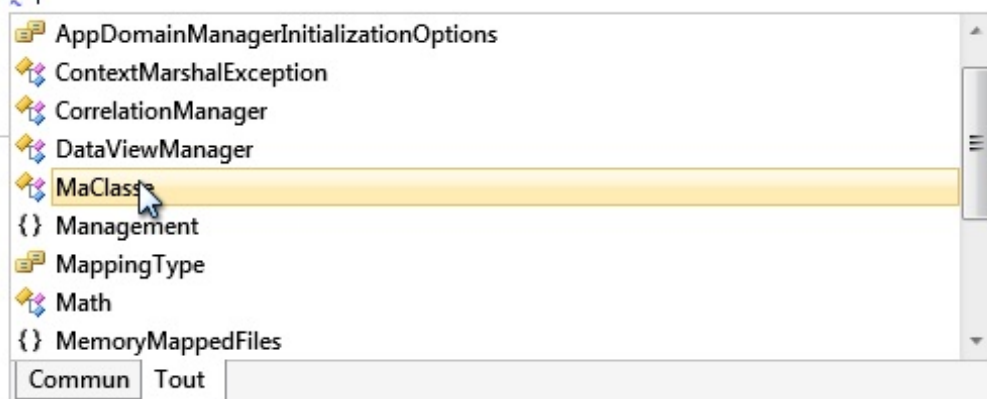 AppDomainManagerInitializationOptions
ContextMarshalException
CorrelationManager
DataViewManager
MaClasse
{} Management
MappingType
Math
{} MemoryMappedFiles
Commun Tout